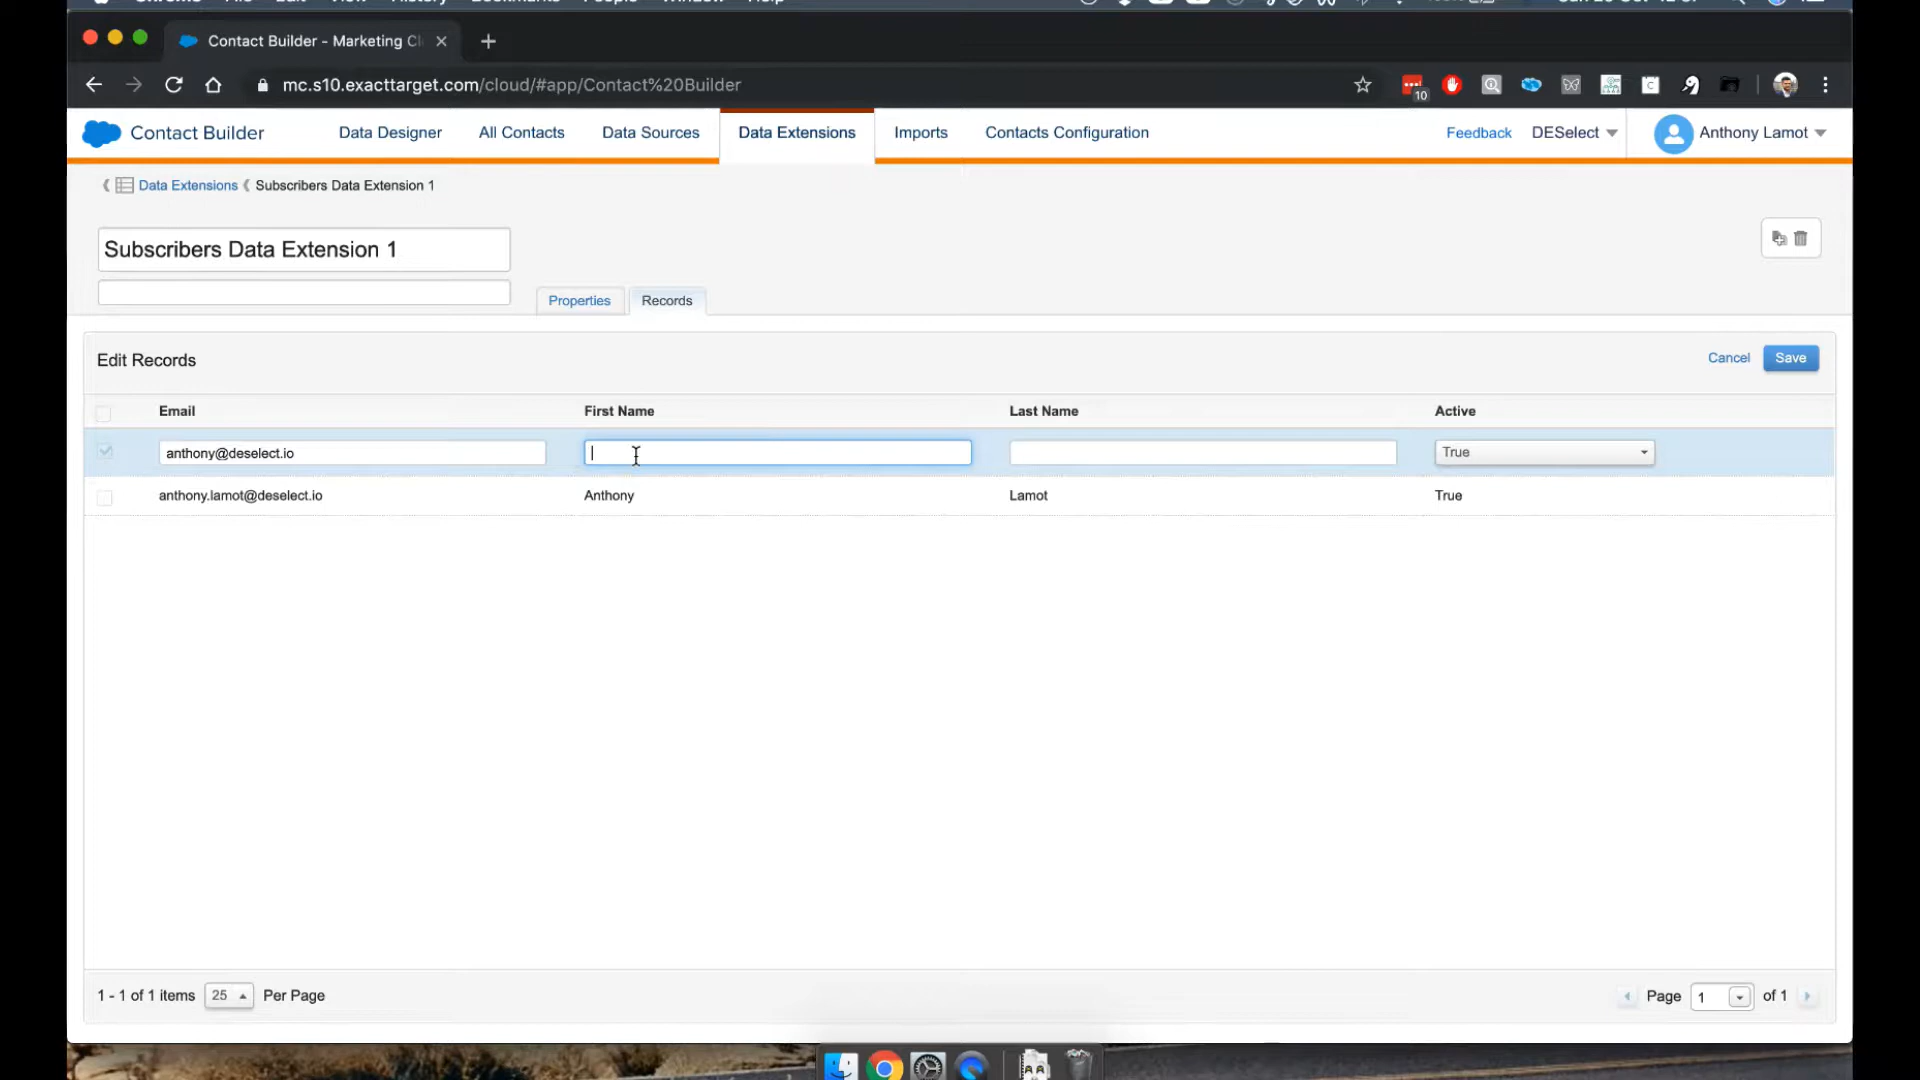 Contact Builder - Marketing Cl
mc.s10.exacttarget.com/cloud/#app/Contact%20Builder
10
Contact Builder
Data Designer
All Contacts
Data Sources
Data Extensions
Imports
Contacts Configuration
Feedback
DESelect
Anthony Lamot
Data Extensions
Subscribers Data Extension 1
Subscribers Data Extension 1
Properties
Records
Edit Records
Cancel
Save
Email First Name Last Name Active
anthony@deselect.io True
anthony.lamot@deselect.io Anthony Lamot True
1 - 1 of 1 items 25 Per Page
Page 1 of 1